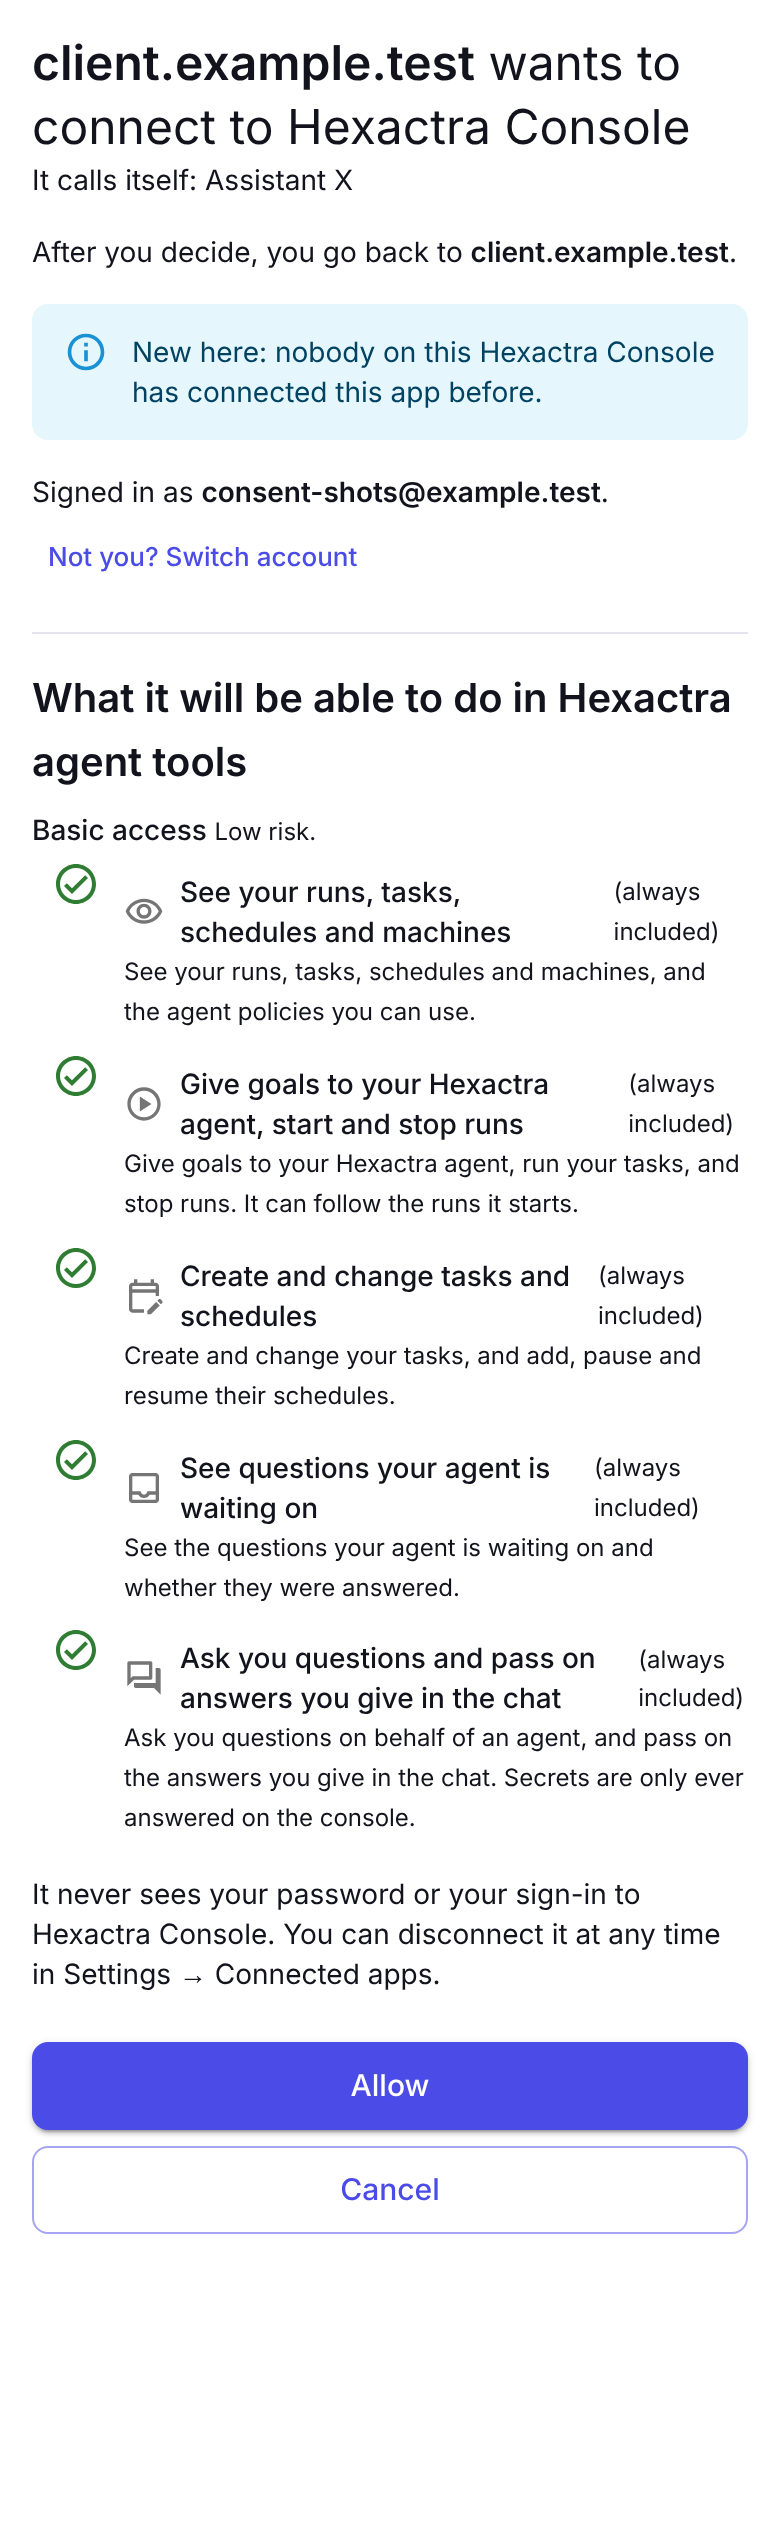 client.example.test wants to
connect to Hexactra Console
It calls itself: Assistant X
After you decide, you go back to client.example.test.
New here: nobody on this Hexactra Console
has connected this app before.
Signed in as consent-shots@example.test.
Not you? Switch account
What it will be able to do in Hexactra
agent tools
Basic access Low risk.
See your runs, tasks, (always
schedules and machines included)
See your runs, tasks, schedules and machines, and
the agent policies you can use.
Give goals to your Hexactra (always
agent, start and stop runs included)
Give goals to your Hexactra agent, run your tasks, and
stop runs. It can follow the runs it starts.
Create and change tasks and (always
schedules included)
Create and change your tasks, and add, pause and
resume their schedules.
See questions your agent is (always
waiting on included)
See the questions your agent is waiting on and
whether they were answered.
Ask you questions and pass on (always
answers you give in the chat included)
Ask you questions on behalf of an agent, and pass on
the answers you give in the chat. Secrets are only ever
answered on the console.
It never sees your password or your sign-in to
Hexactra Console. You can disconnect it at any time
in Settings → Connected apps.
Allow
Cancel